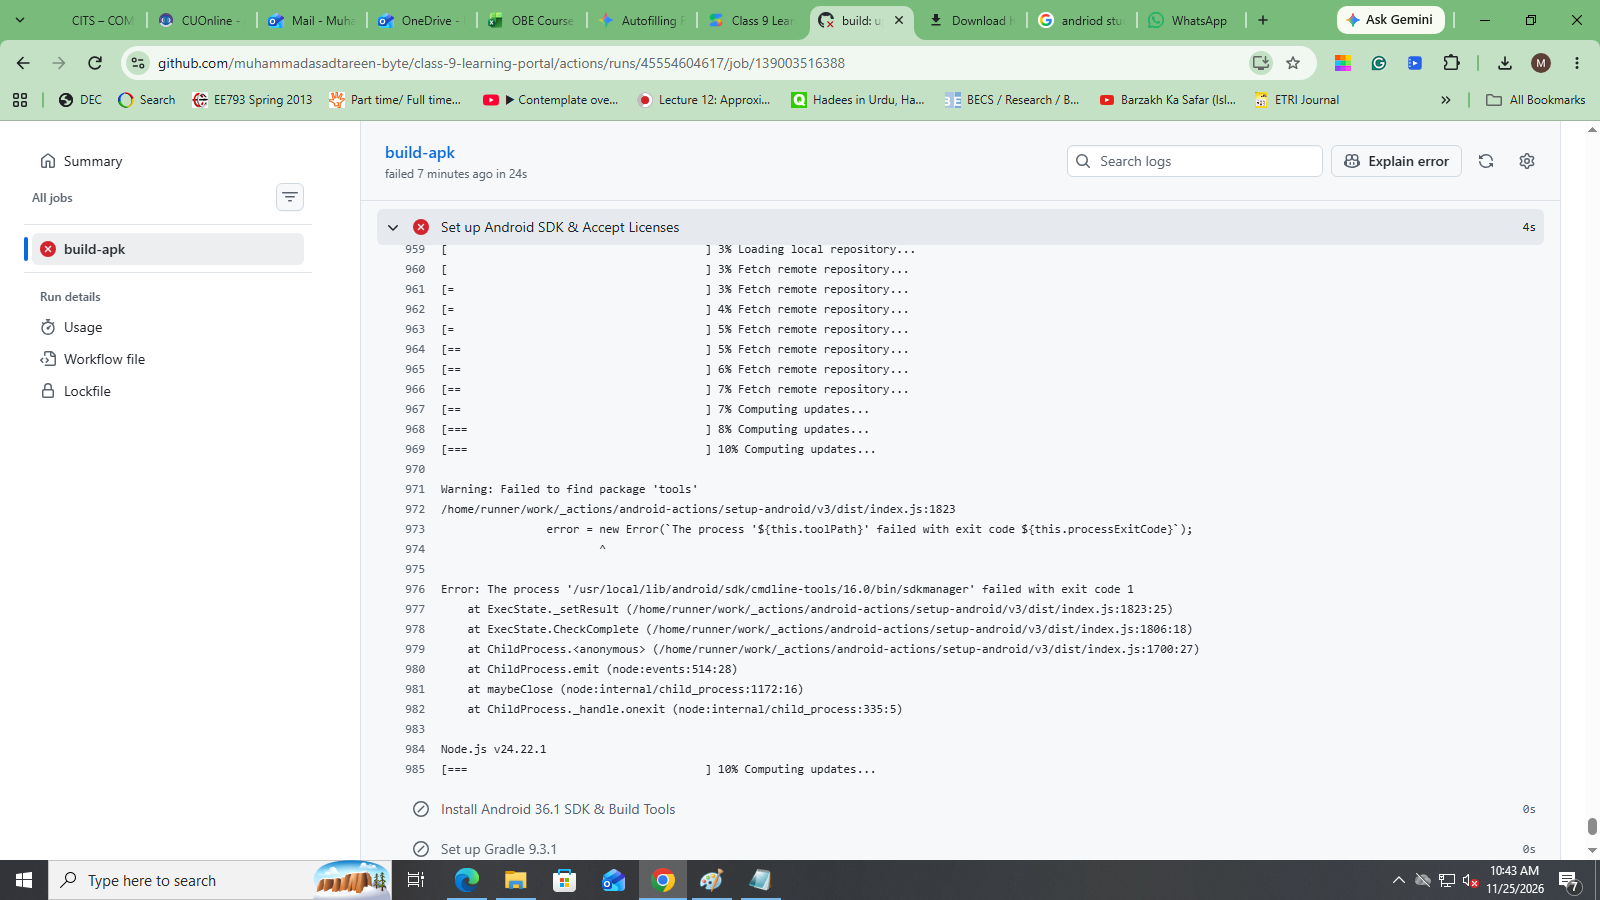 CITS – COM
CUOnline -
Mail - Muha
OneDrive -
OBE Course
Autofilling F
Class 9 Lear
build: u
Download h
andriod stu
WhatsApp
Ask Gemini
github.com/muhammadasadtareen-byte/class-9-learning-portal/actions/runs/45554604617/job/139003516388
M
DEC
Search
EE793 Spring 2013
Part time/ Full time...
▶ Contemplate ove...
Lecture 12: Approxi...
Hadees in Urdu, Ha...
BECS / Research / B...
Barzakh Ka Safar (Isl...
ETRI Journal
»
All Bookmarks
Summary
All jobs
build-apk
Run details
Usage
Workflow file
Lockfile
build-apk
failed 7 minutes ago in 24s
Search logs
Explain error
Set up Android SDK & Accept Licenses
4s
959 [ ] 3% Loading local repository...
960 [ ] 3% Fetch remote repository...
961 [= ] 3% Fetch remote repository...
962 [= ] 4% Fetch remote repository...
963 [= ] 5% Fetch remote repository...
964 [== ] 5% Fetch remote repository...
965 [== ] 6% Fetch remote repository...
966 [== ] 7% Fetch remote repository...
967 [== ] 7% Computing updates...
968 [=== ] 8% Computing updates...
969 [=== ] 10% Computing updates...
970
971 Warning: Failed to find package 'tools'
972 /home/runner/work/_actions/android-actions/setup-android/v3/dist/index.js:1823
973 error = new Error(`The process '${this.toolPath}' failed with exit code ${this.processExitCode}`);
974 ^
975
976 Error: The process '/usr/local/lib/android/sdk/cmdline-tools/16.0/bin/sdkmanager' failed with exit code 1
977 at ExecState._setResult (/home/runner/work/_actions/android-actions/setup-android/v3/dist/index.js:1823:25)
978 at ExecState.CheckComplete (/home/runner/work/_actions/android-actions/setup-android/v3/dist/index.js:1806:18)
979 at ChildProcess.<anonymous> (/home/runner/work/_actions/android-actions/setup-android/v3/dist/index.js:1700:27)
980 at ChildProcess.emit (node:events:514:28)
981 at maybeClose (node:internal/child_process:1172:16)
982 at ChildProcess._handle.onexit (node:internal/child_process:335:5)
983
984 Node.js v24.22.1
985 [=== ] 10% Computing updates...
Install Android 36.1 SDK & Build Tools
0s
Set up Gradle 9.3.1
0s
Type here to search
10:43 AM
11/25/2026
7